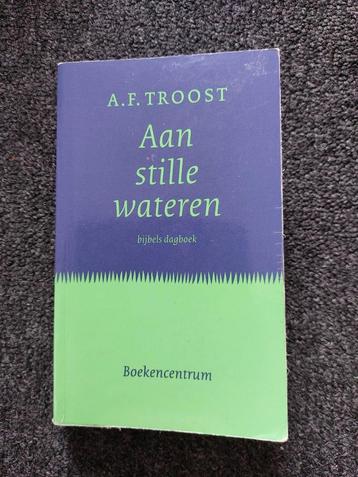 A.F. TROOST
Aan
stille
wateren
bijbels dagboek
Boekencentrum